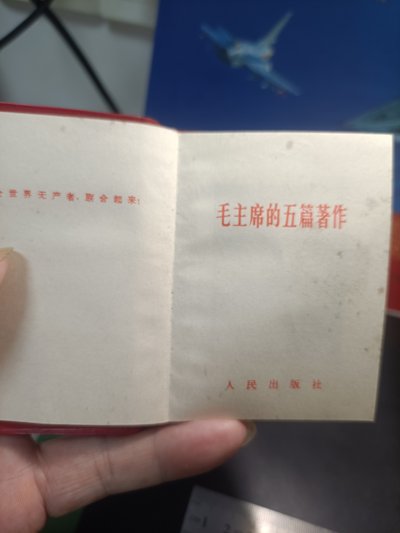 世界无产者，联合起来！
毛主席的五篇著作
人民出版社